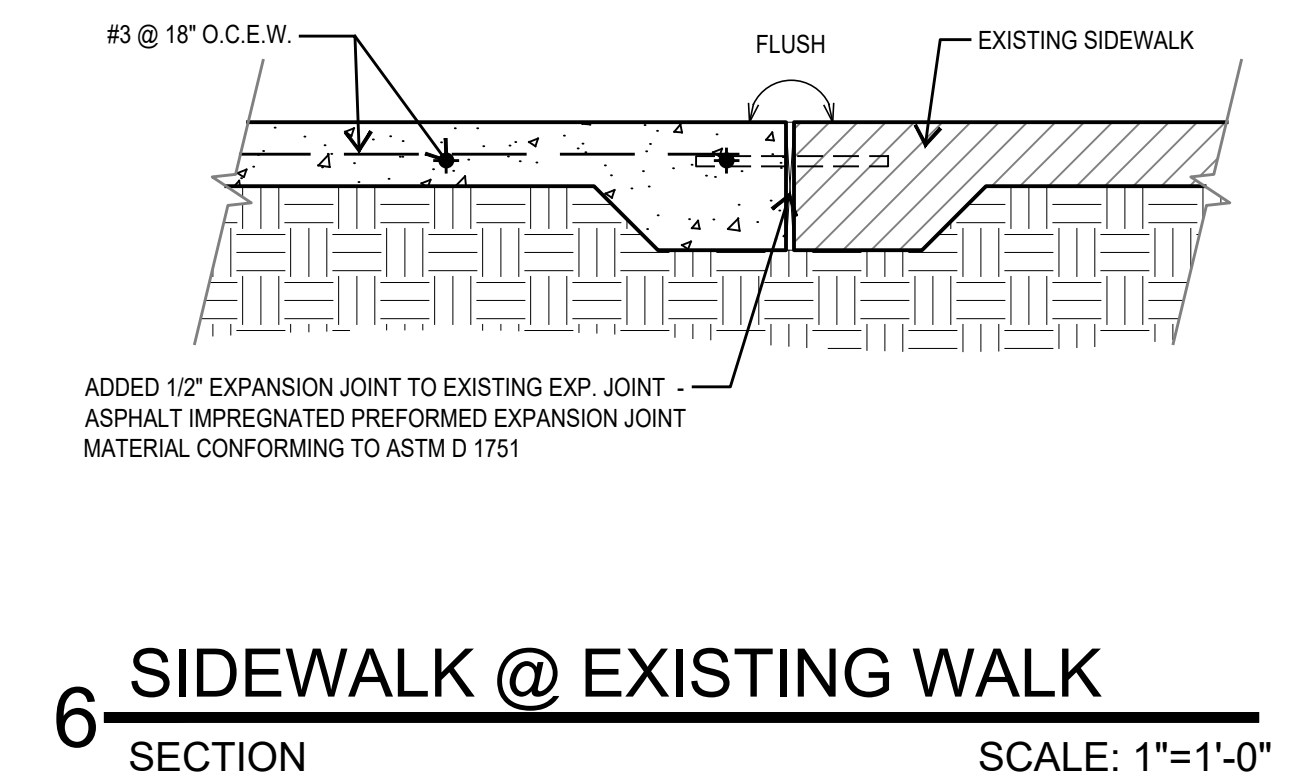 #3 @ 18" O.C.E.W.
FLUSH
EXISTING SIDEWALK
ADDED 1/2" EXPANSION JOINT TO EXISTING EXP. JOINT -
ASPHALT IMPREGNATED PREFORMED EXPANSION JOINT
MATERIAL CONFORMING TO ASTM D 1751
6
SIDEWALK @ EXISTING WALK
SECTION
SCALE: 1"=1'-0"